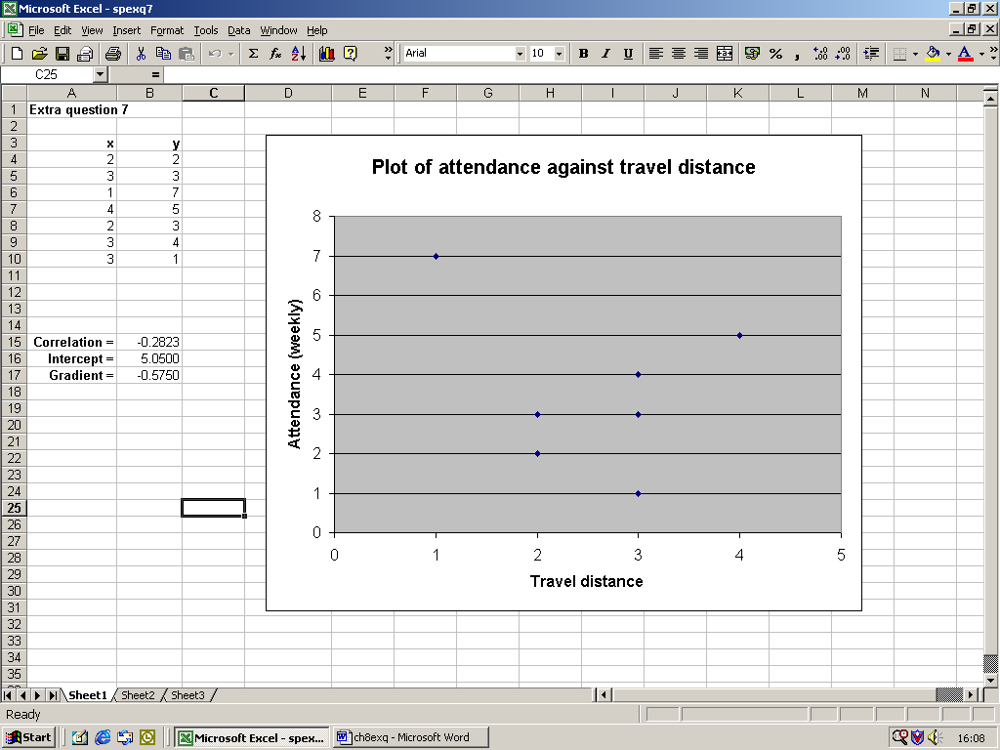 Microsoft Excel - spexq7
File Edit View Insert Format Tools Data Window Help
Arial 10 B I U
C25 =
A B C D E F G H I J K L M N
1 Extra question 7
2
3 x y
4 2 2
5 3 3
6 1 7
7 4 5
8 2 3
9 3 4
10 3 1
11
12
13
14
15 Correlation = -0.2823
16 Intercept = 5.0500
17 Gradient = -0.5750
18
19
20
21
22
23
24
25
26
27
28
29
30
31
32
33
34
35
Plot of attendance against travel distance
Attendance (weekly)
8
7
6
5
4
3
2
1
0
0 1 2 3 4 5
Travel distance
Sheet1 Sheet2 Sheet3
Ready
Start Microsoft Excel - spex... ch8exq - Microsoft Word 16:08